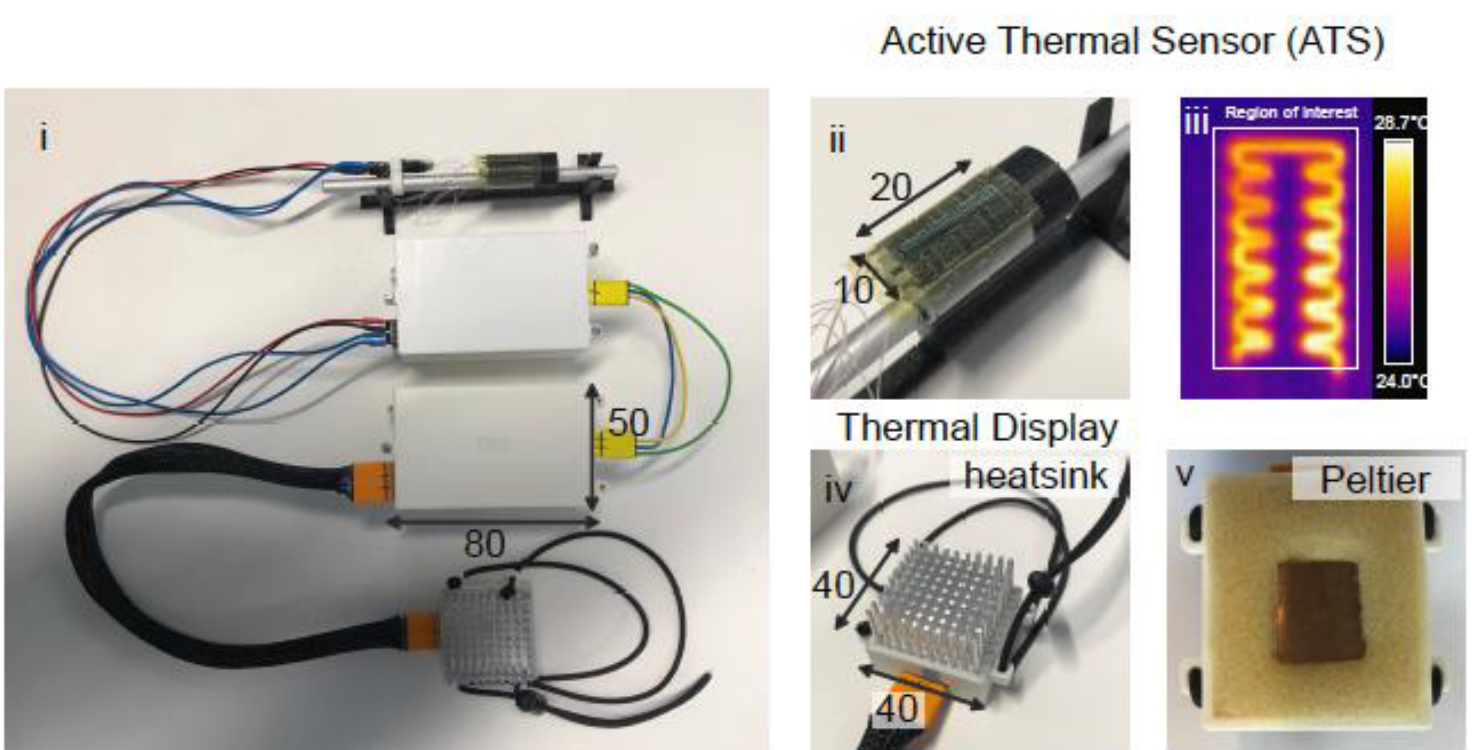 Active Thermal Sensor (ATS)
i
50
80
ii
20
10
iii
Region of Interest
28.7°C
24.0°C
Thermal Display
heatsink
iv
40
40
v
Peltier